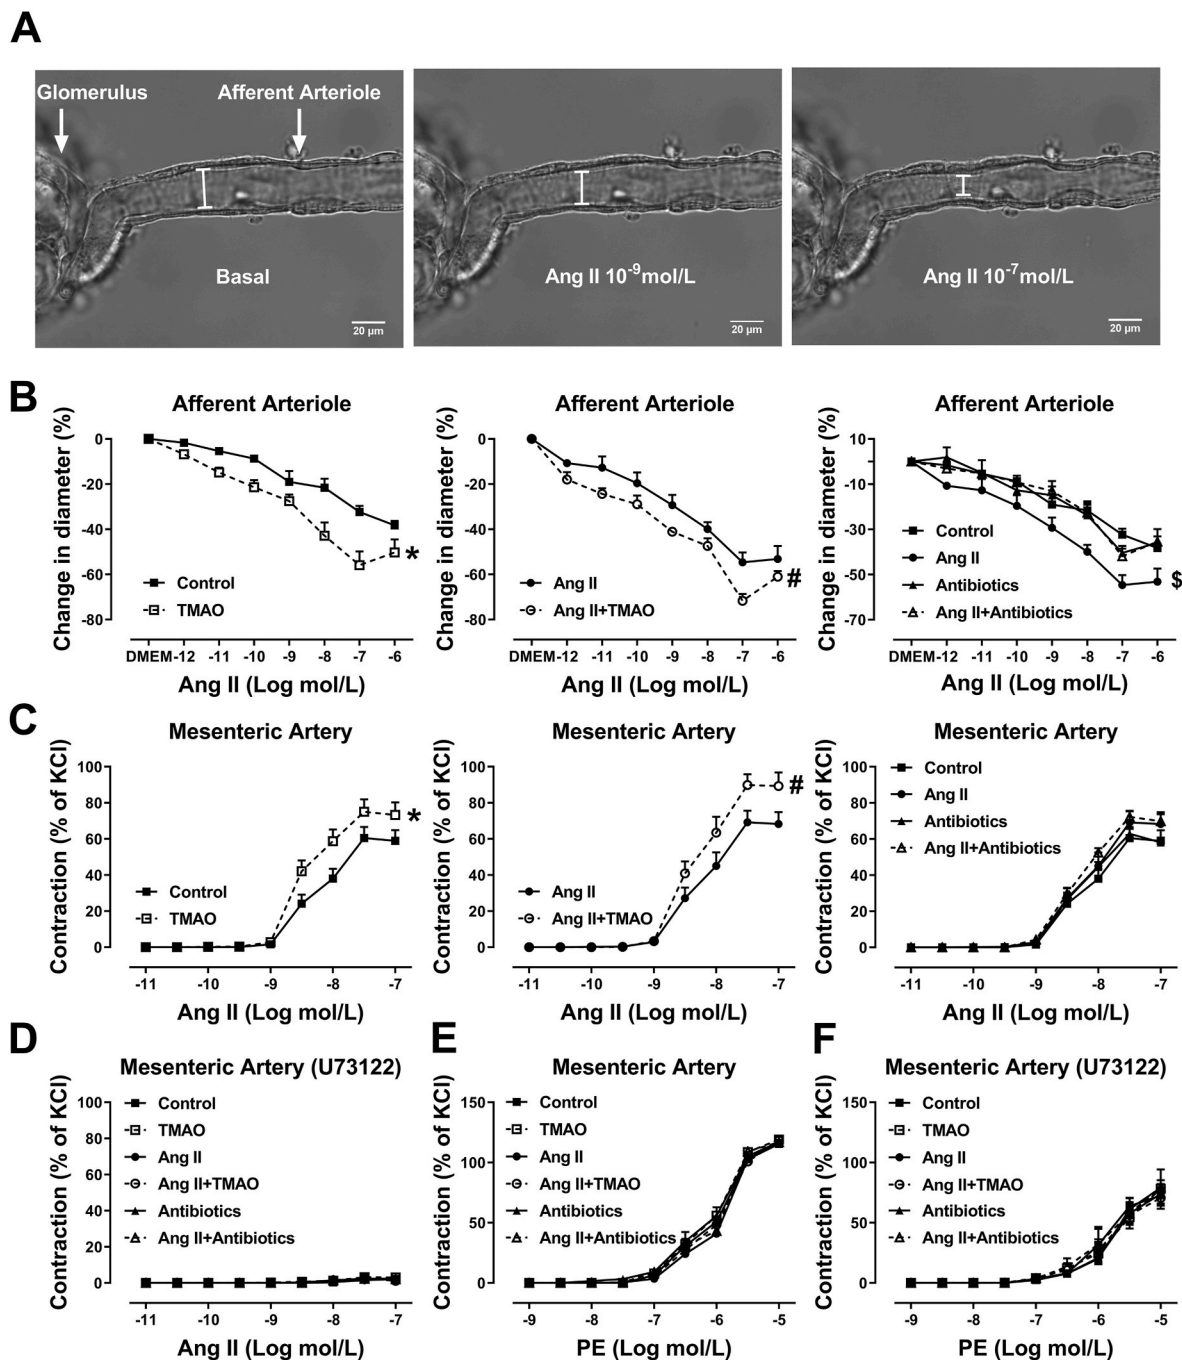 A
Glomerulus
Afferent Arteriole
Basal
20 µm
Ang II 10⁻⁹mol/L
20 µm
Ang II 10⁻⁷mol/L
20 µm
B
Afferent Arteriole
Change in diameter (%)
0
-20
-40
-60
-80
Control
TMAO
*
DMEM -12 -11 -10 -9 -8 -7 -6
Ang II (Log mol/L)
Afferent Arteriole
Change in diameter (%)
0
-20
-40
-60
-80
Ang II
Ang II+TMAO
#
DMEM -12 -11 -10 -9 -8 -7 -6
Ang II (Log mol/L)
Afferent Arteriole
Change in diameter (%)
10
-10
-30
-50
-70
Control
Ang II
Antibiotics
Ang II+Antibiotics
$
DMEM -12 -11 -10 -9 -8 -7 -6
Ang II (Log mol/L)
C
Mesenteric Artery
Contraction (% of KCl)
100
80
60
40
20
0
Control
TMAO
*
-11 -10 -9 -8 -7
Ang II (Log mol/L)
Mesenteric Artery
Contraction (% of KCl)
100
80
60
40
20
0
Ang II
Ang II+TMAO
#
-11 -10 -9 -8 -7
Ang II (Log mol/L)
Mesenteric Artery
Contraction (% of KCl)
100
80
60
40
20
0
Control
Ang II
Antibiotics
Ang II+Antibiotics
-11 -10 -9 -8 -7
Ang II (Log mol/L)
D
Mesenteric Artery (U73122)
Contraction (% of KCl)
100
80
60
40
20
0
Control
TMAO
Ang II
Ang II+TMAO
Antibiotics
Ang II+Antibiotics
-11 -10 -9 -8 -7
Ang II (Log mol/L)
E
Mesenteric Artery
Contraction (% of KCl)
150
100
50
0
Control
TMAO
Ang II
Ang II+TMAO
Antibiotics
Ang II+Antibiotics
-9 -8 -7 -6 -5
PE (Log mol/L)
F
Mesenteric Artery (U73122)
Contraction (% of KCl)
150
100
50
0
Control
TMAO
Ang II
Ang II+TMAO
Antibiotics
Ang II+Antibiotics
-9 -8 -7 -6 -5
PE (Log mol/L)